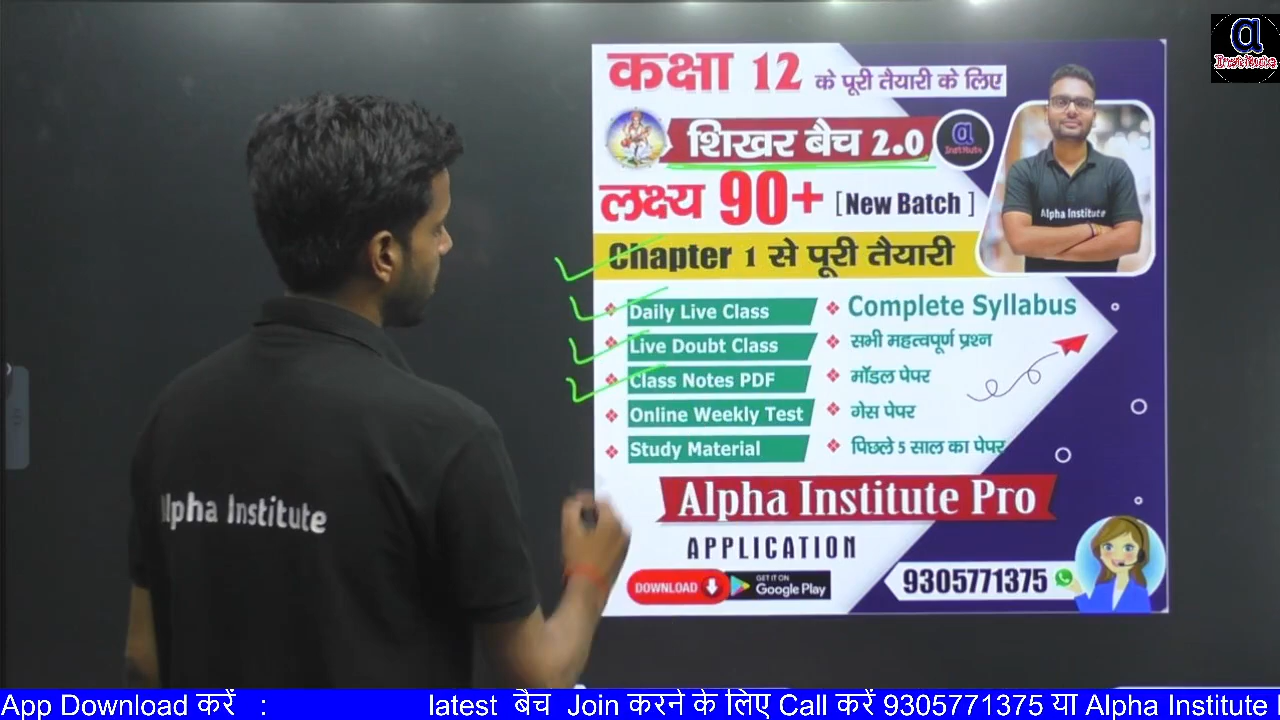 α
Institute
कक्षा 12 के पूरी तैयारी के लिए
शिखर बैच 2.0
α
Institute
लक्ष्य 90+ [New Batch]
Alpha Institute
Chapter 1 से पूरी तैयारी
Daily Live Class
Live Doubt Class
Class Notes PDF
Online Weekly Test
Study Material
Complete Syllabus
सभी महत्वपूर्ण प्रश्न
मॉडल पेपर
गेस पेपर
पिछले 5 साल का पेपर
Alpha Institute Pro
APPLICATION
DOWNLOAD
GET IT ON
Google Play
9305771375
Alpha Institute
App Download करें : latest बैच Join करने के लिए Call करें 9305771375 या Alpha Institute